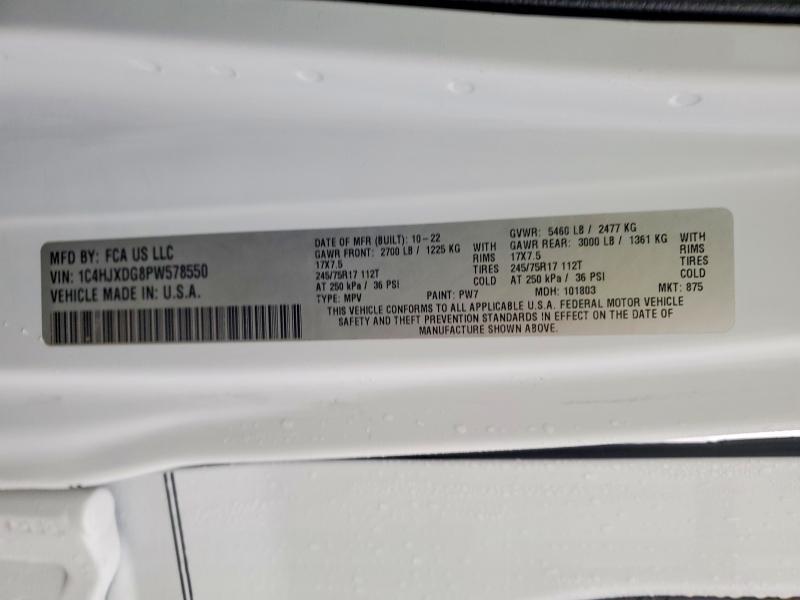 MFD BY: FCA US LLC
VIN: 1C4HJXDG8PW578550
VEHICLE MADE IN: U.S.A.
DATE OF MFR (BUILT): 10-22
GAWR FRONT: 2700 LB / 1225 KG WITH
17X7.5 RIMS
245/75R17 112T TIRES
AT 250 kPa / 36 PSI COLD
GVWR: 5460 LB / 2477 KG
GAWR REAR: 3000 LB / 1361 KG WITH
17X7.5 RIMS
245/75R17 112T TIRES
AT 250 kPa / 36 PSI COLD
TYPE: MPV PAINT: PW7 MDH: 101803 MKT: 875
THIS VEHICLE CONFORMS TO ALL APPLICABLE U.S.A. FEDERAL MOTOR VEHICLE
SAFETY AND THEFT PREVENTION STANDARDS IN EFFECT ON THE DATE OF
MANUFACTURE SHOWN ABOVE.